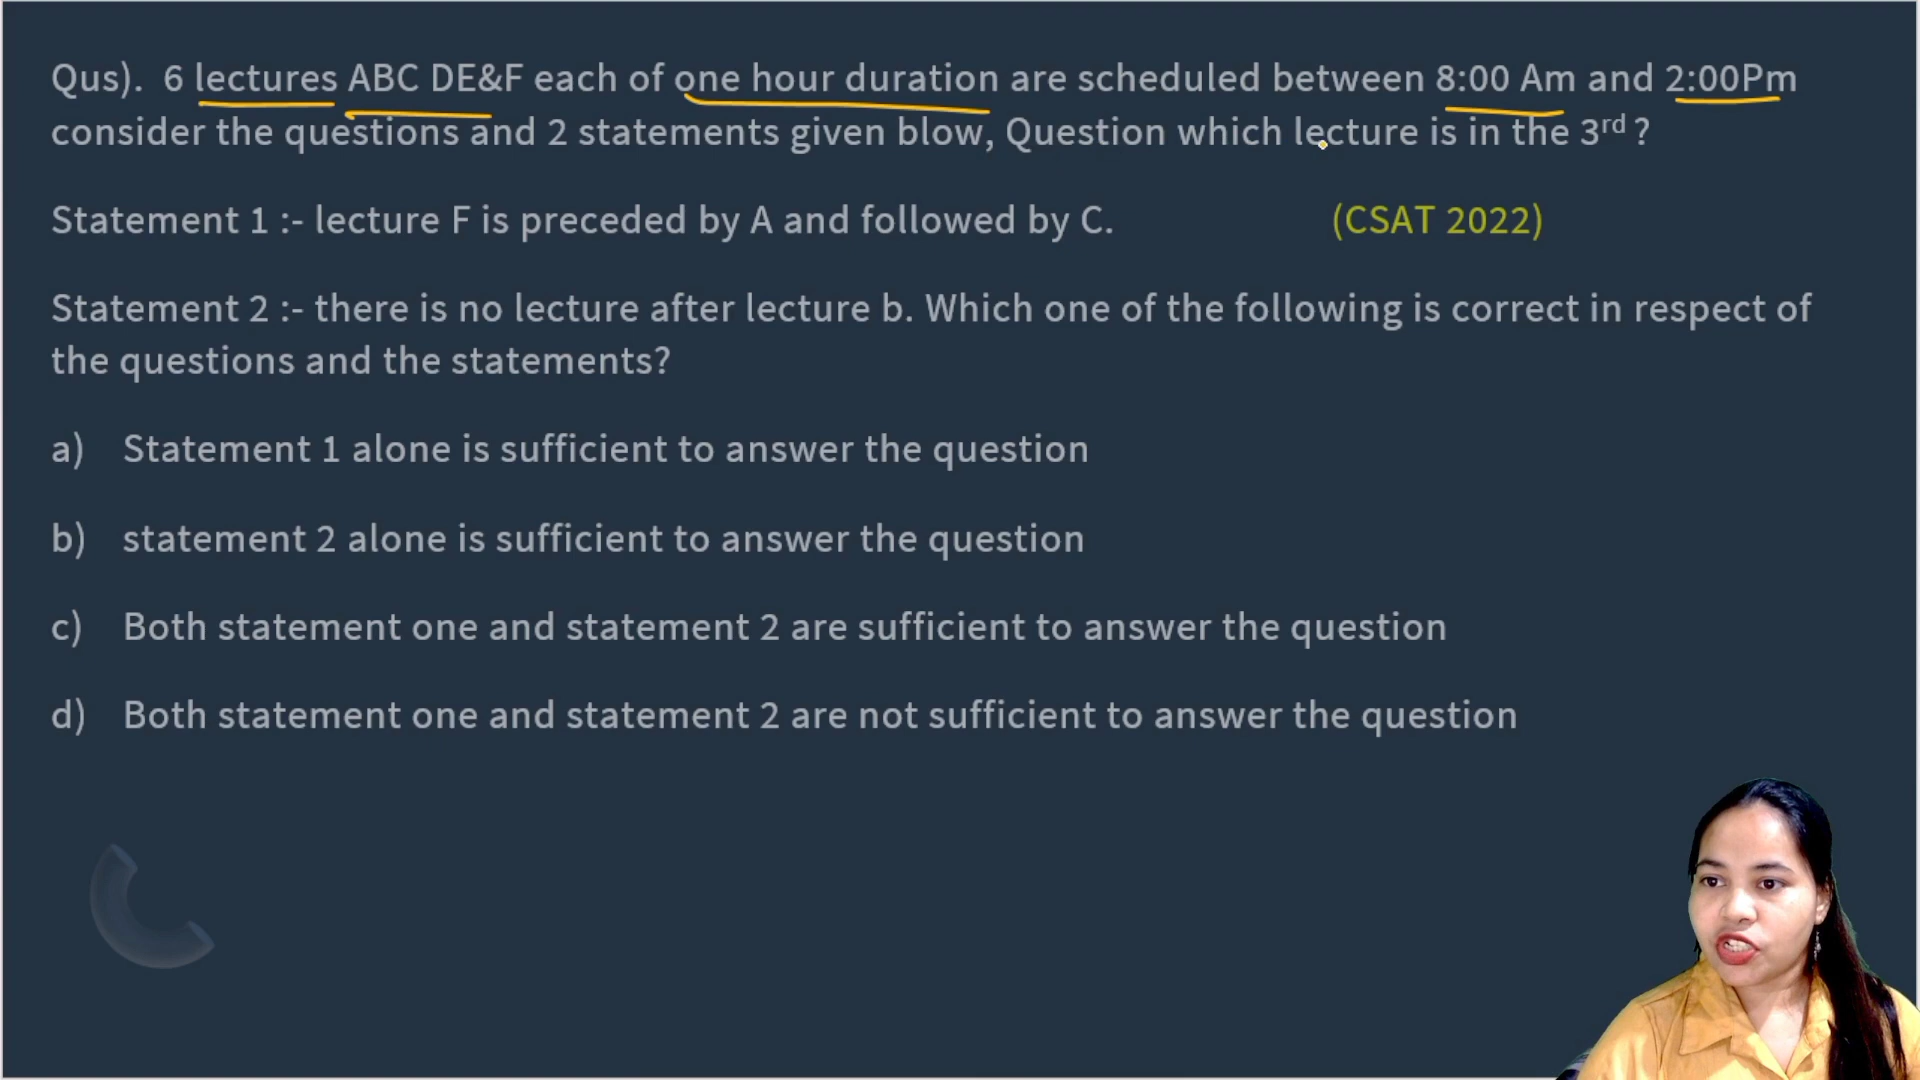 Qus). 6 lectures ABC DE&F each of one hour duration are scheduled between 8:00 Am and 2:00Pm
consider the questions and 2 statements given blow, Question which lecture is in the 3rd ?
Statement 1 :- lecture F is preceded by A and followed by C. (CSAT 2022)
Statement 2 :- there is no lecture after lecture b. Which one of the following is correct in respect of
the questions and the statements?
a) Statement 1 alone is sufficient to answer the question
b) statement 2 alone is sufficient to answer the question
c) Both statement one and statement 2 are sufficient to answer the question
d) Both statement one and statement 2 are not sufficient to answer the question